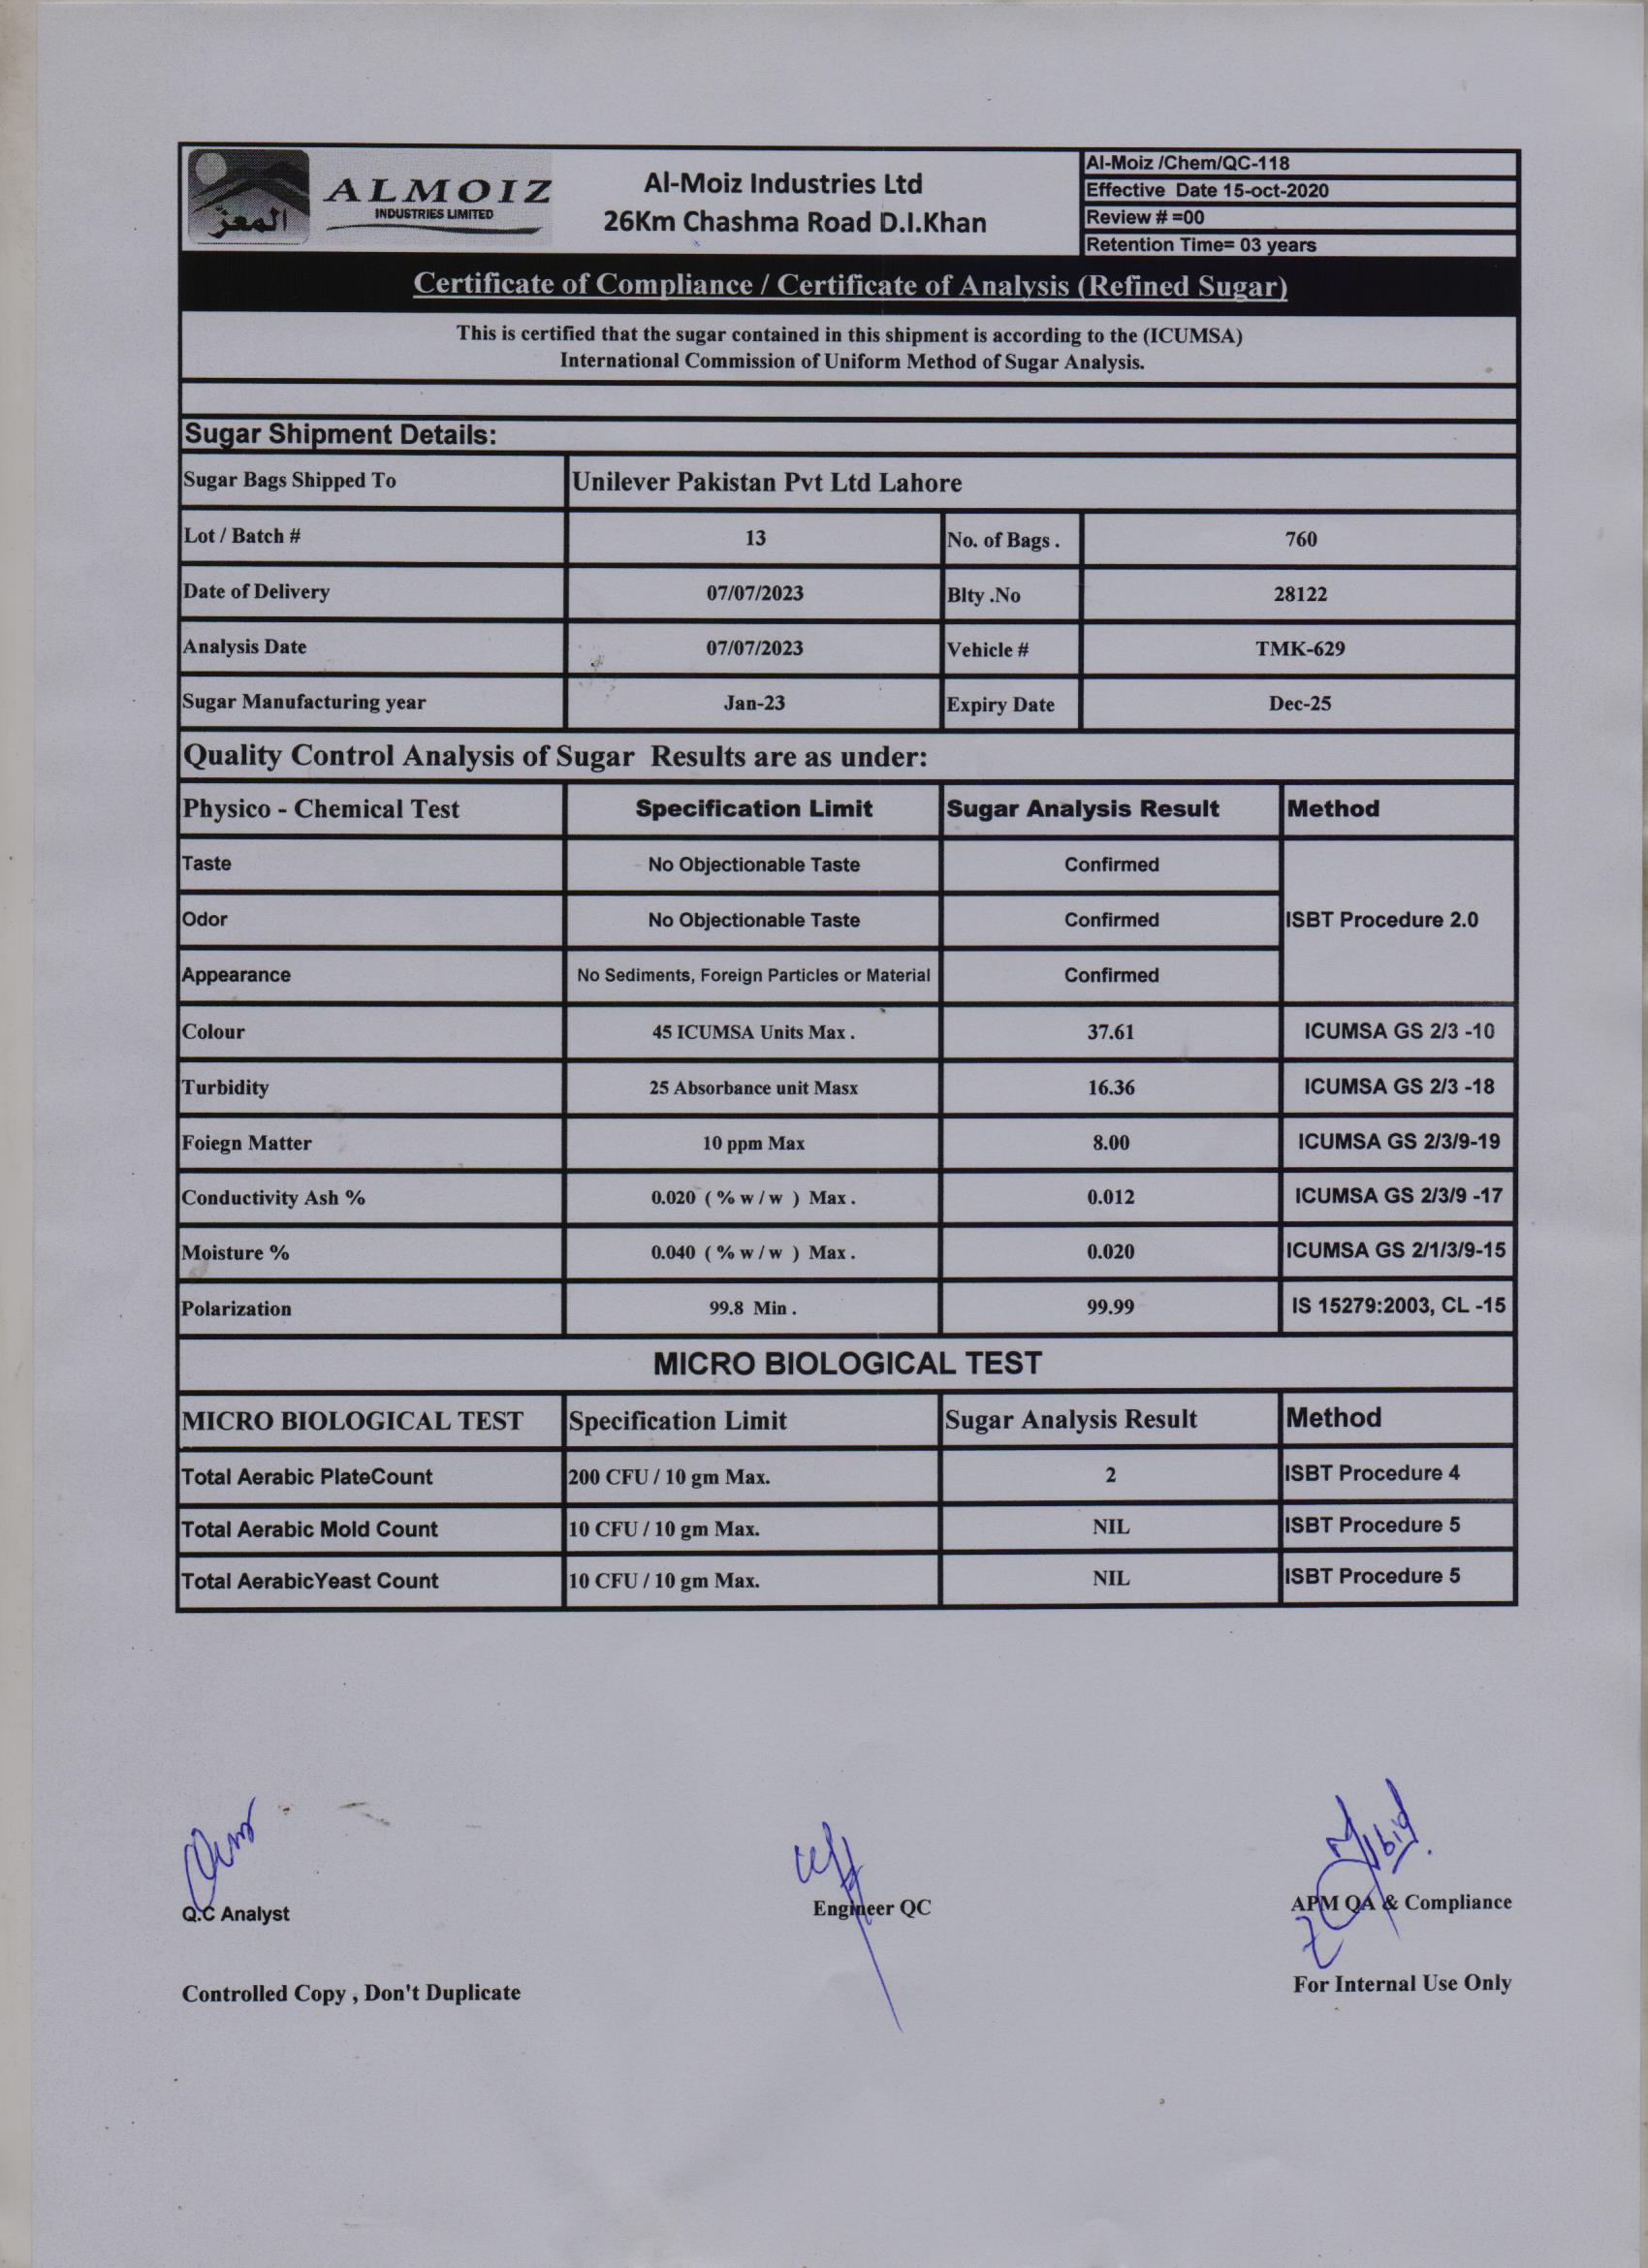 المعز
ALMOIZ
INDUSTRIES LIMITED
Al-Moiz Industries Ltd
26Km Chashma Road D.I.Khan
Al-Moiz /Chem/QC-118
Effective Date 15-oct-2020
Review # =00
Retention Time= 03 years
Certificate of Compliance / Certificate of Analysis (Refined Sugar)
This is certified that the sugar contained in this shipment is according to the (ICUMSA)
International Commission of Uniform Method of Sugar Analysis.
Sugar Shipment Details:
Sugar Bags Shipped To Unilever Pakistan Pvt Ltd Lahore
Lot / Batch # 13 No. of Bags . 760
Date of Delivery 07/07/2023 Blty .No 28122
Analysis Date 07/07/2023 Vehicle # TMK-629
Sugar Manufacturing year Jan-23 Expiry Date Dec-25
Quality Control Analysis of Sugar Results are as under:
Physico - Chemical Test Specification Limit Sugar Analysis Result Method
Taste No Objectionable Taste Confirmed
Odor No Objectionable Taste Confirmed ISBT Procedure 2.0
Appearance No Sediments, Foreign Particles or Material Confirmed
Colour 45 ICUMSA Units Max . 37.61 ICUMSA GS 2/3 -10
Turbidity 25 Absorbance unit Masx 16.36 ICUMSA GS 2/3 -18
Foiegn Matter 10 ppm Max 8.00 ICUMSA GS 2/3/9-19
Conductivity Ash % 0.020 ( % w / w ) Max . 0.012 ICUMSA GS 2/3/9 -17
Moisture % 0.040 ( % w / w ) Max . 0.020 ICUMSA GS 2/1/3/9-15
Polarization 99.8 Min . 99.99 IS 15279:2003, CL -15
MICRO BIOLOGICAL TEST
MICRO BIOLOGICAL TEST Specification Limit Sugar Analysis Result Method
Total Aerabic PlateCount 200 CFU / 10 gm Max. 2 ISBT Procedure 4
Total Aerabic Mold Count 10 CFU / 10 gm Max. NIL ISBT Procedure 5
Total AerabicYeast Count 10 CFU / 10 gm Max. NIL ISBT Procedure 5
Q.C Analyst Engineer QC APM QA & Compliance
Controlled Copy , Don't Duplicate For Internal Use Only